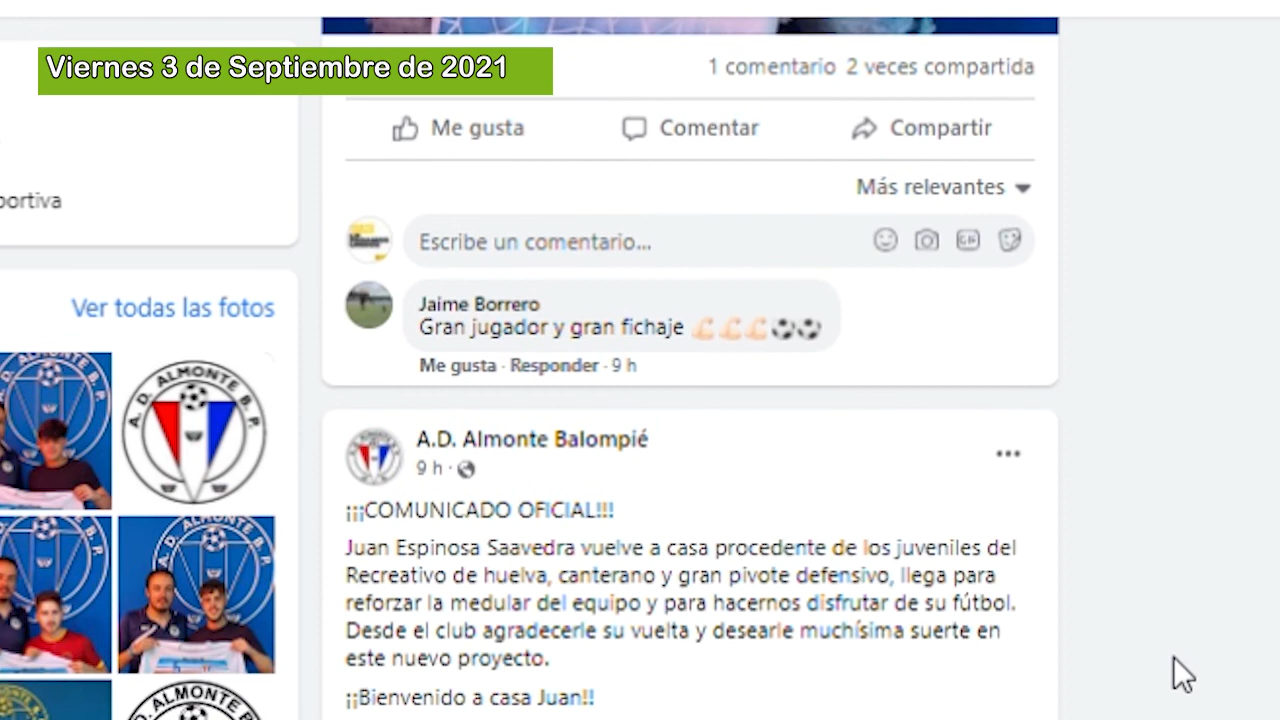 Viernes 3 de Septiembre de 2021
1 comentario 2 veces compartida
Me gusta Comentar Compartir
Más relevantes
portiva
Escribe un comentario...
GIF
Ver todas las fotos
Jaime Borrero
Gran jugador y gran fichaje 💪🏻💪🏻💪🏻⚽⚽
Me gusta · Responder · 9 h
A. D. ALMONTE B. P.
A.D. Almonte Balompié
9 h ·
¡¡¡COMUNICADO OFICIAL!!!
Juan Espinosa Saavedra vuelve a casa procedente de los juveniles del
Recreativo de huelva, canterano y gran pivote defensivo, llega para
reforzar la medular del equipo y para hacernos disfrutar de su fútbol.
Desde el club agradecerle su vuelta y desearle muchísima suerte en
este nuevo proyecto.
¡¡Bienvenido a casa Juan!!
D. ALMONTE B.